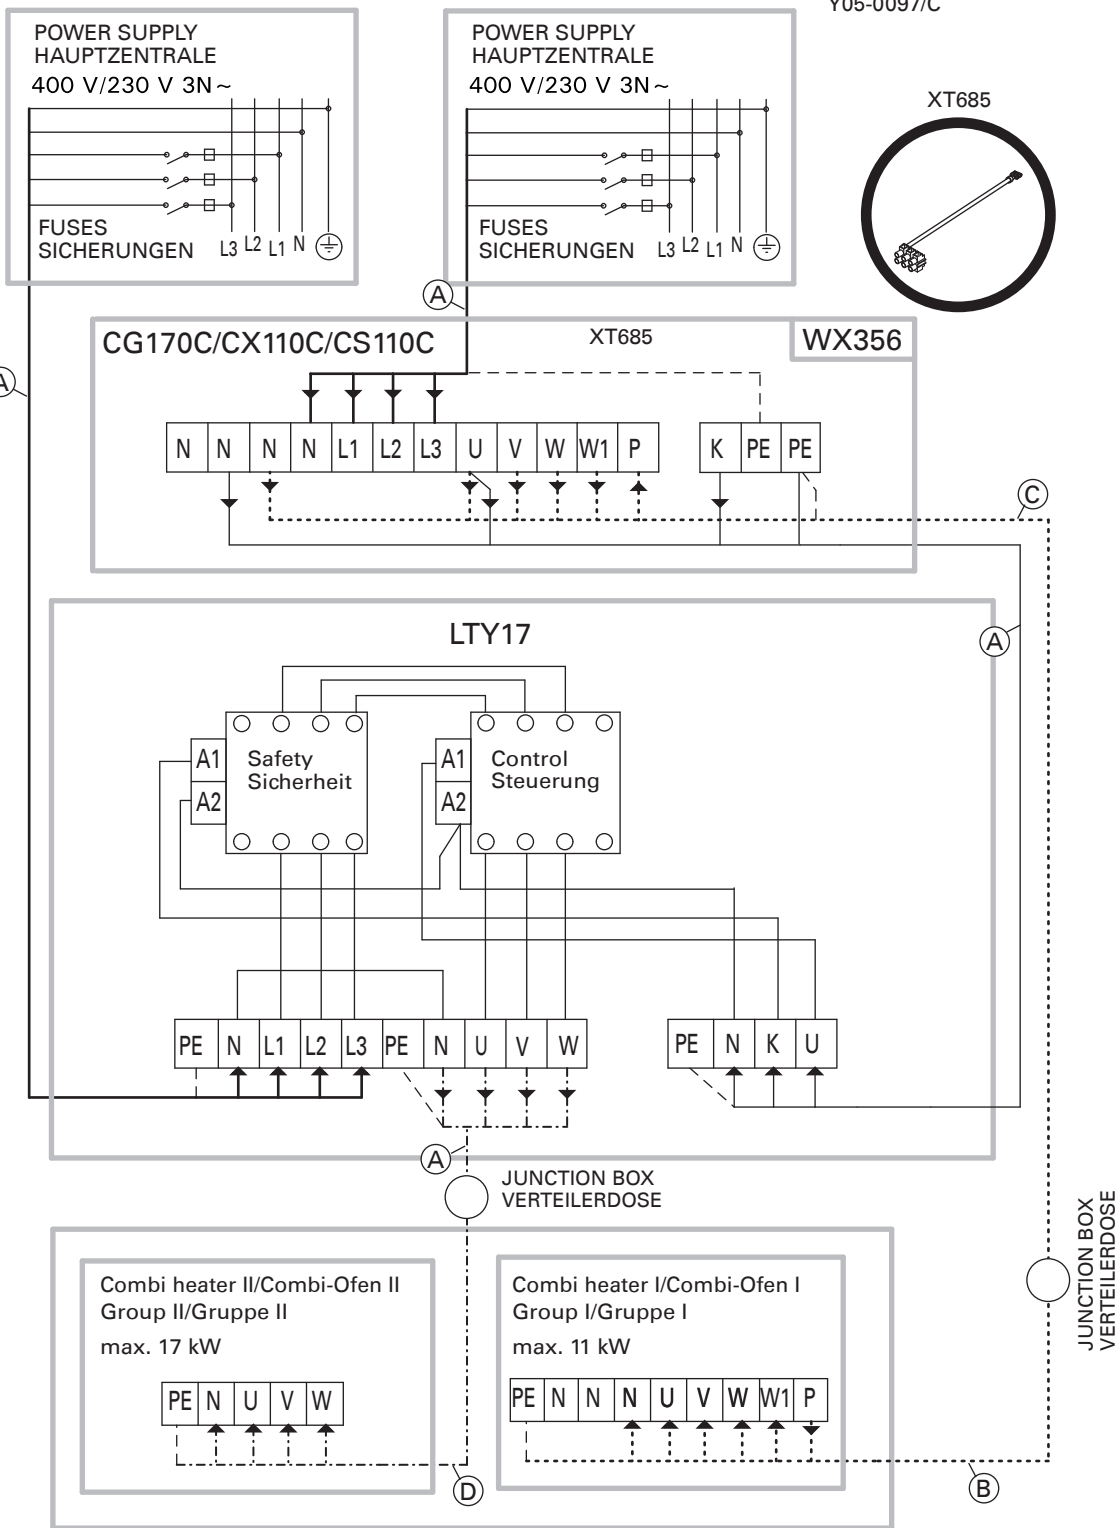 Y05-0097/C
POWER SUPPLY
HAUPTZENTRALE
400 V/230 V 3N~
FUSES
SICHERUNGEN
L3 L2 L1 N
POWER SUPPLY
HAUPTZENTRALE
400 V/230 V 3N~
FUSES
SICHERUNGEN
L3 L2 L1 N
XT685
A
A
CG170C/CX110C/CS110C
XT685
WX356
N N N N L1 L2 L3 U V W W1 P
K PE PE
C
LTY17
A
A1
A2
Safety
Sicherheit
A1
A2
Control
Steuerung
PE N L1 L2 L3 PE N U V W
PE N K U
A
JUNCTION BOX
VERTEILERDOSE
JUNCTION BOX
VERTEILERDOSE
Combi heater II/Combi-Ofen II
Group II/Gruppe II
max. 17 kW
PE N U V W
D
Combi heater I/Combi-Ofen I
Group I/Gruppe I
max. 11 kW
PE N N N U V W W1 P
B